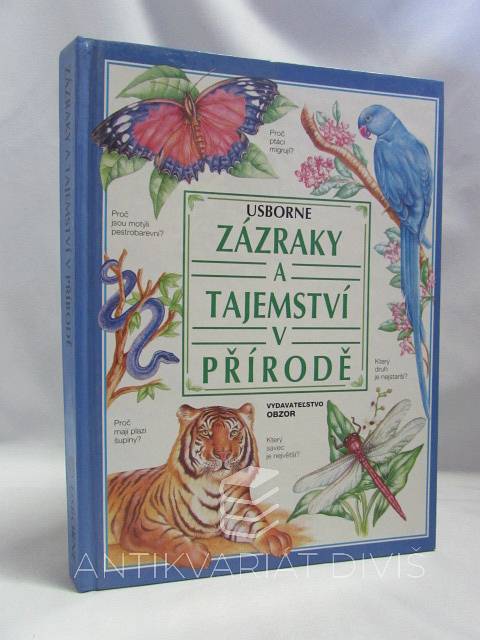 ZÁZRAKY A TAJEMSTVÍ V PŘÍRODĚ
Proč
ptáci
migrují?
Proč
jsou motýli
pestrobarevní?
USBORNE
ZÁZRAKY
A
TAJEMSTVÍ
V
PŘÍRODĚ
Který
druh
je nejstarší?
VYDAVATEĽSTVO
OBZOR
Proč
mají plazi
šupiny?
Který
savec
je největší?
ANTIKVARIÁT DIVIŠ